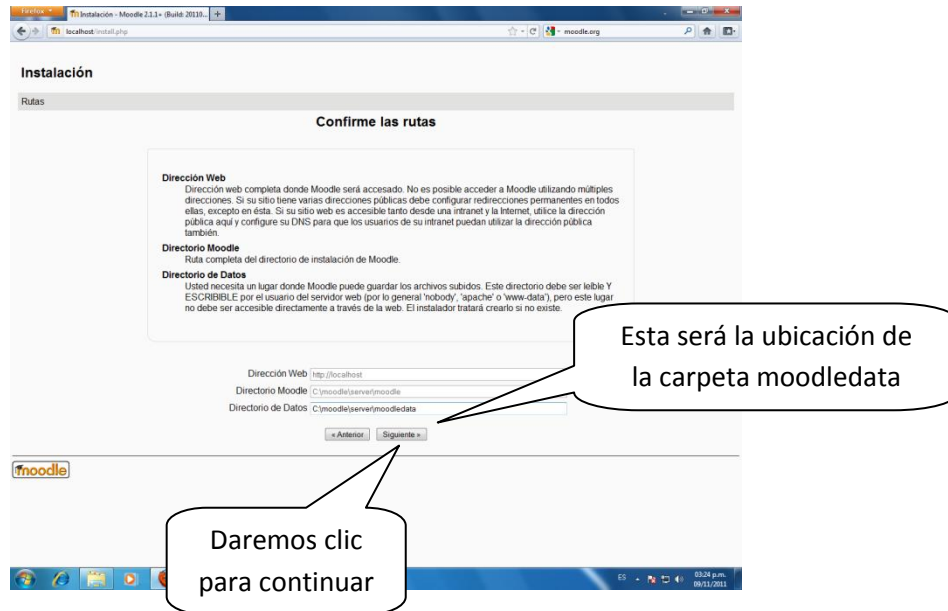 Firefox
Instalación - Moodle 2.1.1+ (Build: 20110...
localhost/install.php
moodle.org
Instalación
Rutas
Confirme las rutas
Dirección Web
Dirección web completa donde Moodle será accesado. No es posible acceder a Moodle utilizando múltiples
direcciones. Si su sitio tiene varias direcciones públicas debe configurar redirecciones permanentes en todos
ellas, excepto en ésta. Si su sitio web es accesible tanto desde una intranet y la Internet, utilice la dirección
pública aquí y configure su DNS para que los usuarios de su intranet puedan utilizar la dirección pública
también.
Directorio Moodle
Ruta completa del directorio de instalación de Moodle.
Directorio de Datos
Usted necesita un lugar donde Moodle puede guardar los archivos subidos. Este directorio debe ser leíble Y
ESCRIBIBLE por el usuario del servidor web (por lo general 'nobody', 'apache' o 'www-data'), pero este lugar
no debe ser accesible directamente a través de la web. El instalador tratará crearlo si no existe.
Esta será la ubicación de
la carpeta moodledata
Dirección Web http://localhost
Directorio Moodle C:\moodle\server\moodle
Directorio de Datos C:\moodle\server\moodledata
« Anterior Siguiente »
moodle
Daremos clic
para continuar
ES 03:24 p.m.
09/11/2011